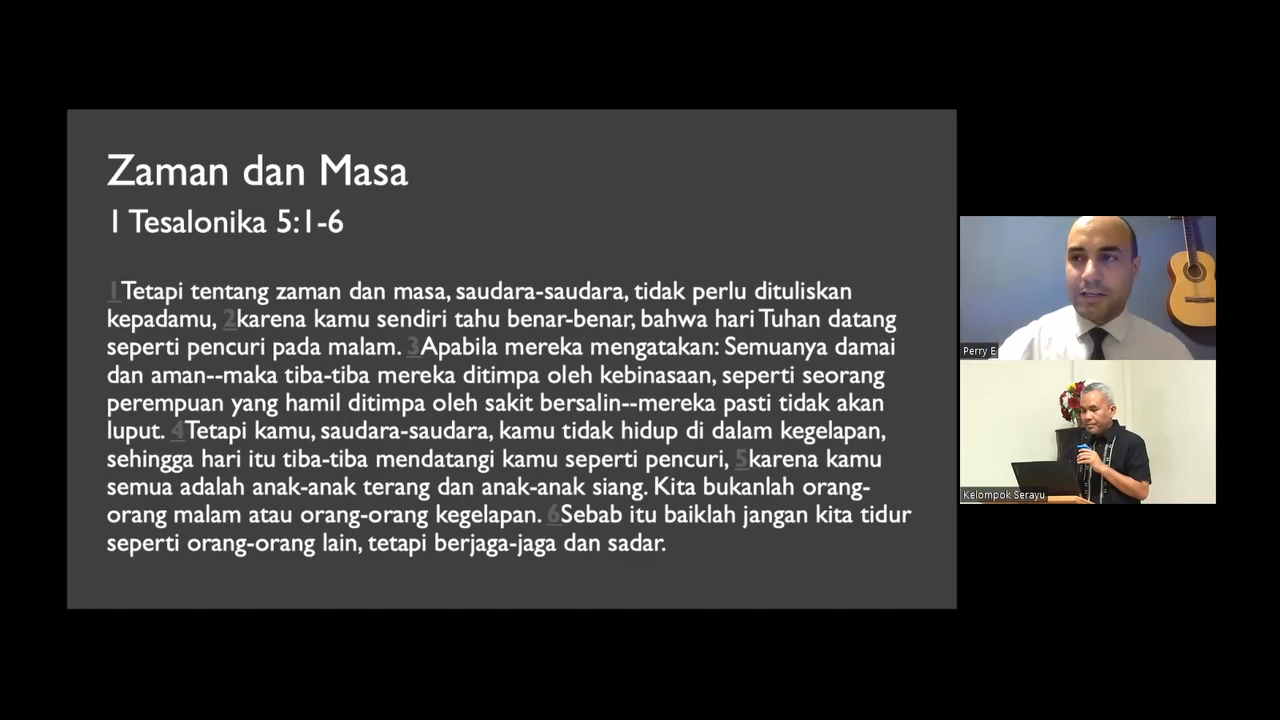 Zaman dan Masa
1 Tesalonika 5:1-6
1Tetapi tentang zaman dan masa, saudara-saudara, tidak perlu dituliskan
kepadamu, 2karena kamu sendiri tahu benar-benar, bahwa hari Tuhan datang
seperti pencuri pada malam. 3Apabila mereka mengatakan: Semuanya damai
dan aman--maka tiba-tiba mereka ditimpa oleh kebinasaan, seperti seorang
perempuan yang hamil ditimpa oleh sakit bersalin--mereka pasti tidak akan
luput. 4Tetapi kamu, saudara-saudara, kamu tidak hidup di dalam kegelapan,
sehingga hari itu tiba-tiba mendatangi kamu seperti pencuri, 5karena kamu
semua adalah anak-anak terang dan anak-anak siang. Kita bukanlah orang-
orang malam atau orang-orang kegelapan. 6Sebab itu baiklah jangan kita tidur
seperti orang-orang lain, tetapi berjaga-jaga dan sadar.
Perry E
Kelompok Serayu